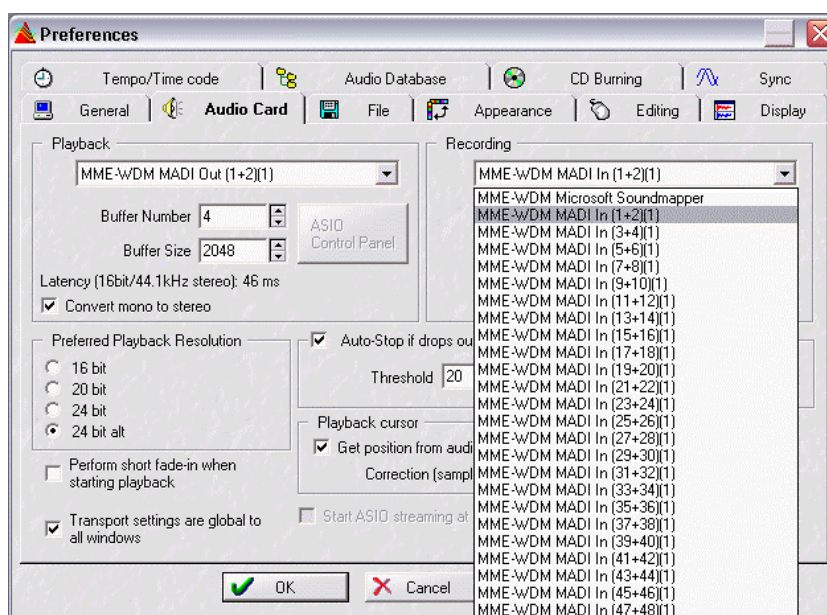 Preferences
Tempo/Time code
Audio Database
CD Burning
Sync
General
Audio Card
File
Appearance
Editing
Display
Playback
MME-WDM MADI Out (1+2)(1)
Buffer Number 4
Buffer Size 2048
ASIO
Control Panel
Latency (16bit/44.1kHz stereo): 46 ms
Convert mono to stereo
Recording
MME-WDM MADI In (1+2)(1)
MME-WDM Microsoft Soundmapper
MME-WDM MADI In (1+2)(1)
MME-WDM MADI In (3+4)(1)
MME-WDM MADI In (5+6)(1)
MME-WDM MADI In (7+8)(1)
MME-WDM MADI In (9+10)(1)
MME-WDM MADI In (11+12)(1)
MME-WDM MADI In (13+14)(1)
MME-WDM MADI In (15+16)(1)
MME-WDM MADI In (17+18)(1)
MME-WDM MADI In (19+20)(1)
MME-WDM MADI In (21+22)(1)
MME-WDM MADI In (23+24)(1)
MME-WDM MADI In (25+26)(1)
MME-WDM MADI In (27+28)(1)
MME-WDM MADI In (29+30)(1)
MME-WDM MADI In (31+32)(1)
MME-WDM MADI In (33+34)(1)
MME-WDM MADI In (35+36)(1)
MME-WDM MADI In (37+38)(1)
MME-WDM MADI In (39+40)(1)
MME-WDM MADI In (41+42)(1)
MME-WDM MADI In (43+44)(1)
MME-WDM MADI In (45+46)(1)
MME-WDM MADI In (47+48)(1)
Preferred Playback Resolution
16 bit
20 bit
24 bit
24 bit alt
Auto-Stop if drops ou
Threshold 20
Playback cursor
Get position from audi
Correction (sampl
Perform short fade-in when
starting playback
Transport settings are global to
all windows
Start ASIO streaming at
OK
Cancel